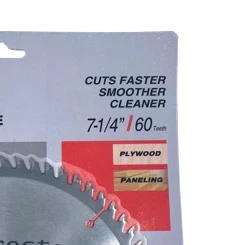 CUTS FASTER
SMOOTHER
CLEANER
7-1/4"/60 Teeth
PLYWOOD
PANELING